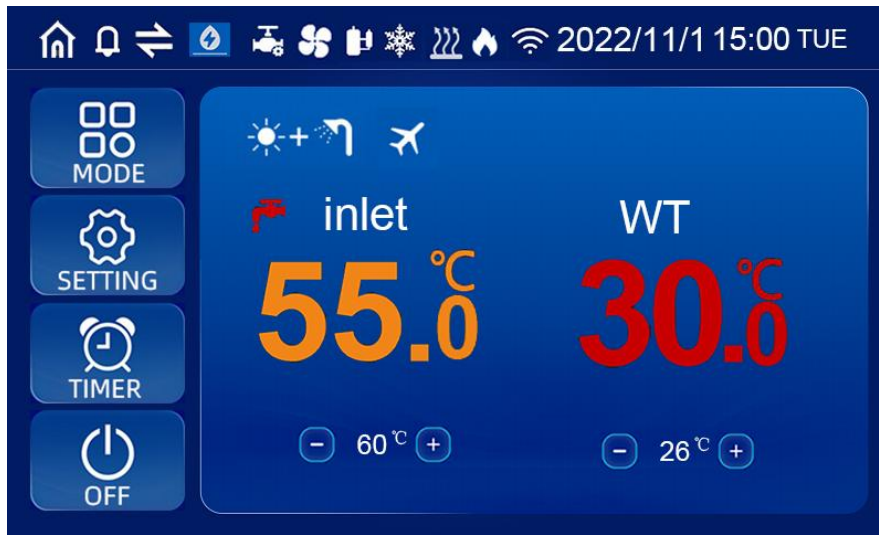 2022/11/1 15:00 TUE
MODE
SETTING
TIMER
OFF
inlet
WT
55.0℃
30.0℃
- 60℃ +
- 26℃ +